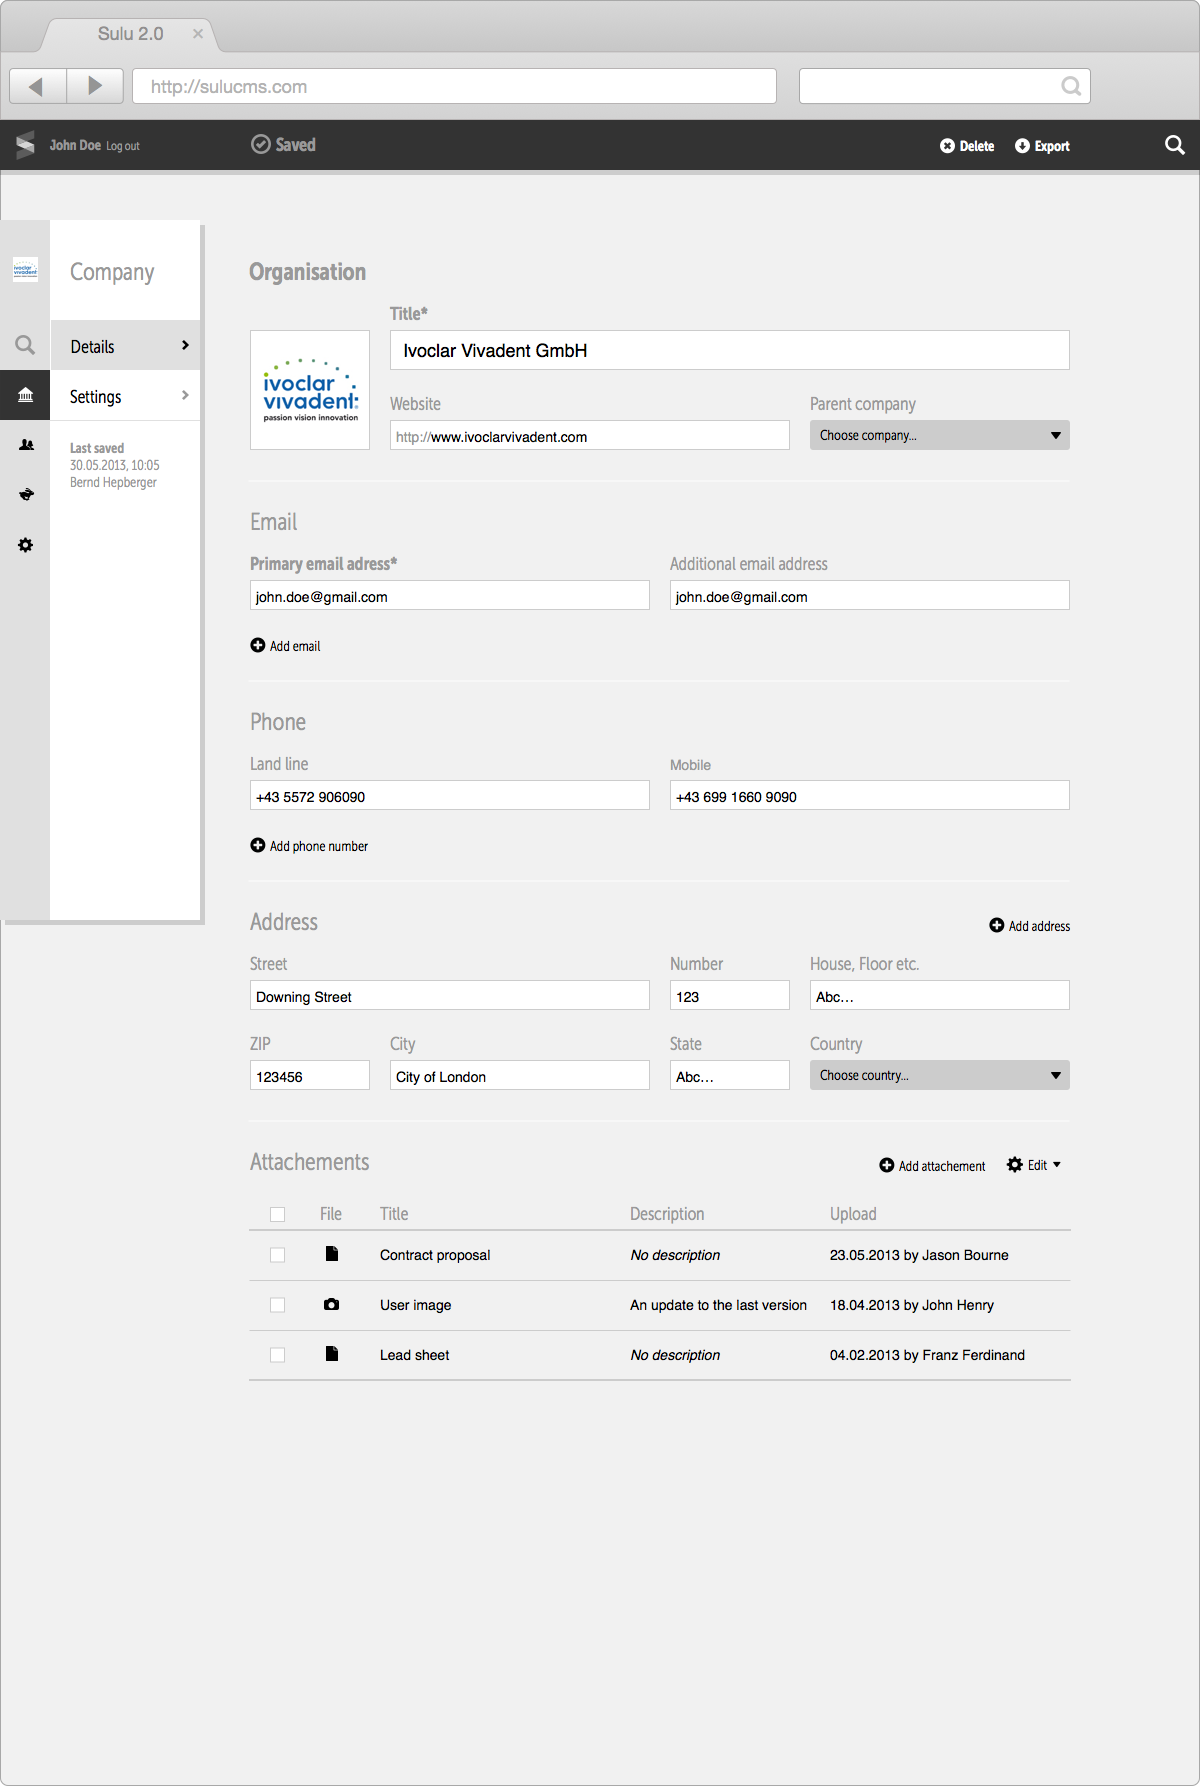 Sulu 2.0
http://sulucms.com
John Doe Log out
Saved
Delete
Export
ivoclar
vivadent
Company
Details
Settings
Last saved
30.05.2013, 10:05
Bernd Hepberger
Organisation
Title*
ivoclar
vivadent:
passion vision innovation
Ivoclar Vivadent GmbH
Website
Parent company
http://www.ivoclarvivadent.com
Choose company...
Email
Primary email adress*
Additional email address
john.doe@gmail.com
john.doe@gmail.com
Add email
Phone
Land line
Mobile
+43 5572 906090
+43 699 1660 9090
Add phone number
Address
Add address
Street
Number
House, Floor etc.
Downing Street
123
Abc...
ZIP
City
State
Country
123456
City of London
Abc...
Choose country...
Attachements
Add attachement
Edit
File
Title
Description
Upload
Contract proposal
No description
23.05.2013 by Jason Bourne
User image
An update to the last version
18.04.2013 by John Henry
Lead sheet
No description
04.02.2013 by Franz Ferdinand